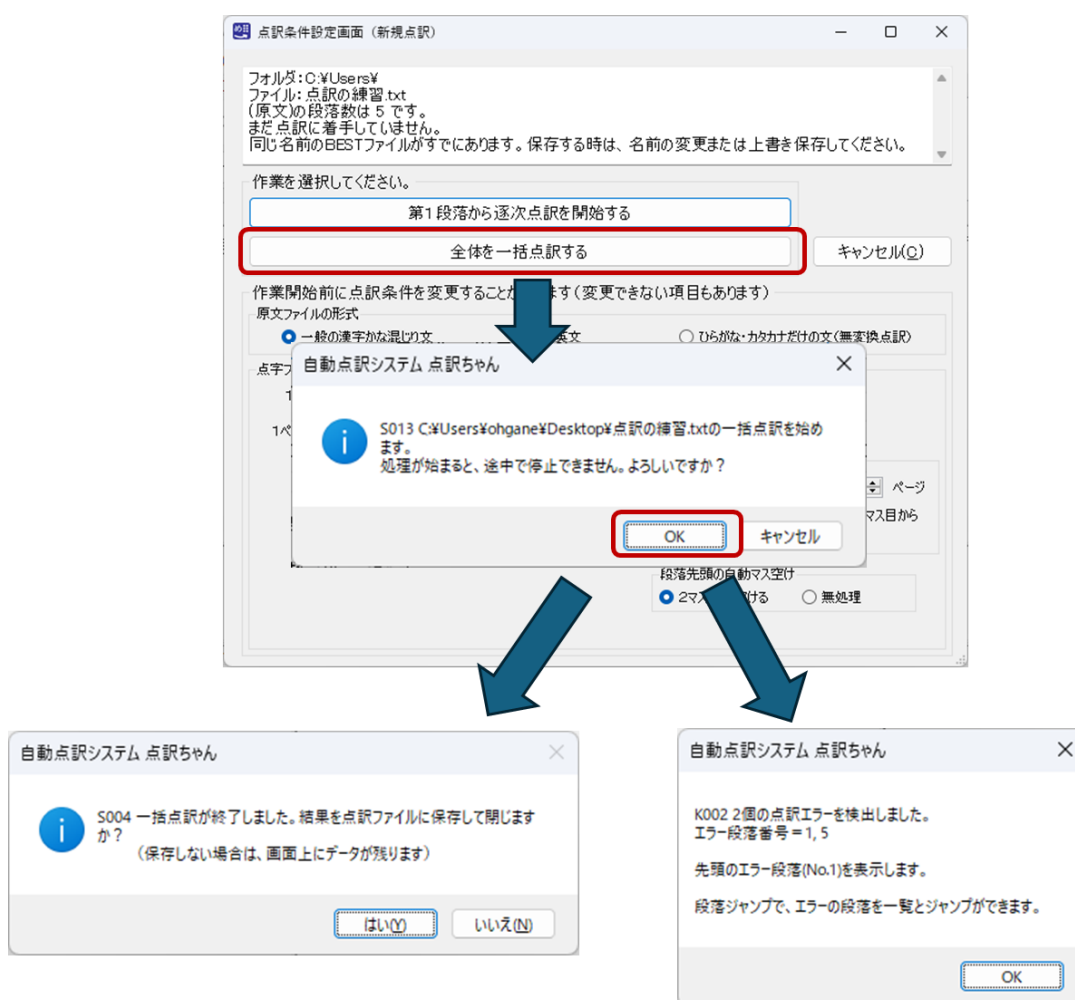 点訳条件設定画面（新規点訳）
フォルダ：C:¥Users¥
ファイル：点訳の練習.txt
(原文)の段落数は 5 です。
まだ点訳に着手していません。
同じ名前のBESTファイルがすでにあります。保存する時は、名前の変更または上書き保存してください。
作業を選択してください。
第1段落から逐次点訳を開始する
全体を一括点訳する
キャンセル(C)
作業開始前に点訳条件を変更すること す（変更できない項目もあります）
原文ファイルの形式
一般の漢字かな混じり文 英文 ひらがな・カタカナだけの文（無変換点訳）
点字フ
1ペ
自動点訳システム 点訳ちゃん
S013 C:¥Users¥ohgane¥Desktop¥点訳の練習.txtの一括点訳を始め
ます。
処理が始まると、途中で停止できません。よろしいですか？
ページ
マス目から
OK キャンセル
段落先頭の自動マス空け
2マ ける 無処理
自動点訳システム 点訳ちゃん
S004 一括点訳が終了しました。結果を点訳ファイルに保存して閉じます
か？
（保存しない場合は、画面上にデータが残ります）
はい(Y) いいえ(N)
自動点訳システム 点訳ちゃん
K002 2個の点訳エラーを検出しました。
エラー段落番号＝1, 5
先頭のエラー段落(No.1)を表示します。
段落ジャンプで、エラーの段落を一覧とジャンプができます。
OK